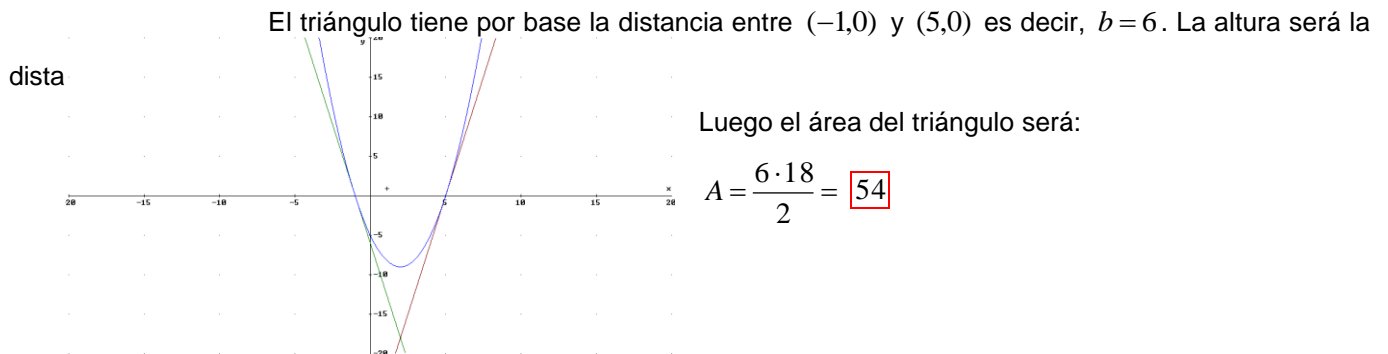 El triángulo tiene por base la distancia entre (−1,0) y (5,0) es decir, b = 6. La altura será la
dista
Luego el área del triángulo será:
A = \frac{6 \cdot 18}{2} = 54
y
20
15
10
5
x
20 −15 −10 −5 5 10 15 20
−5
−10
−15
−20